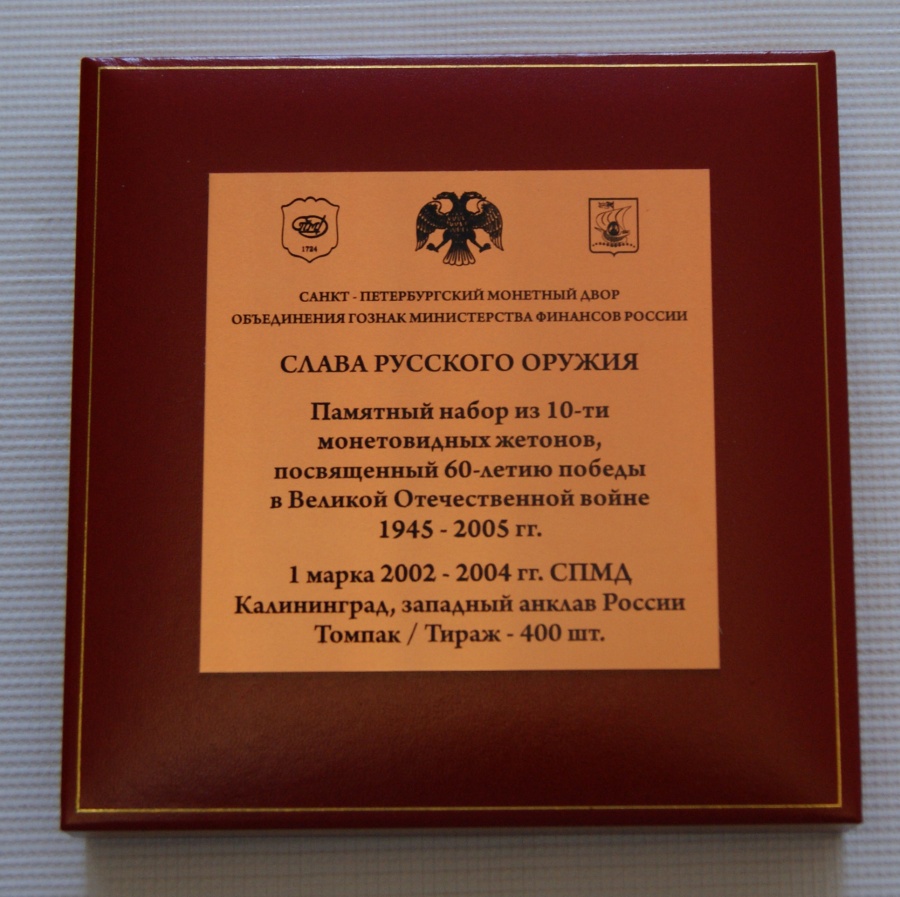 СПМД
1724
САНКТ - ПЕТЕРБУРГСКИЙ МОНЕТНЫЙ ДВОР
ОБЪЕДИНЕНИЯ ГОЗНАК МИНИСТЕРСТВА ФИНАНСОВ РОССИИ
СЛАВА РУССКОГО ОРУЖИЯ
Памятный набор из 10-ти
монетовидных жетонов,
посвященный 60-летию победы
в Великой Отечественной войне
1945 - 2005 гг.
1 марка 2002 - 2004 гг. СПМД
Калининград, западный анклав России
Томпак / Тираж - 400 шт.